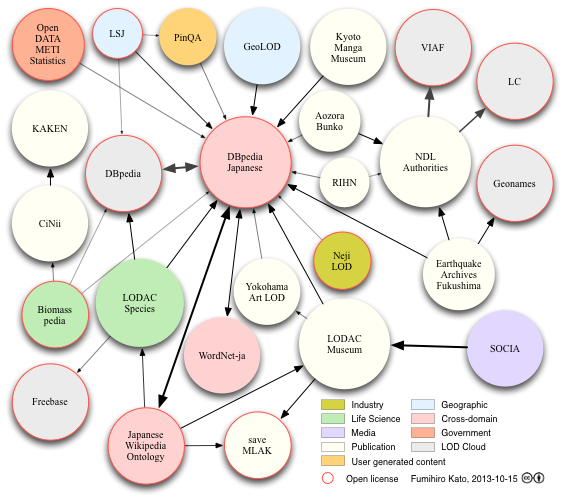 Open
DATA
METI
Statistics
LSJ
PinQA
GeoLOD
Kyoto
Manga
Museum
VIAF
LC
KAKEN
DBpedia
DBpedia
Japanese
Aozora
Bunko
RIHN
NDL
Authorities
Geonames
CiNii
Biomass
pedia
LODAC
Species
Yokohama
Art LOD
Neji
LOD
Earthquake
Archives
Fukushima
WordNet-ja
LODAC
Museum
SOCIA
Freebase
Japanese
Wikipedia
Ontology
save
MLAK
Industry
Life Science
Media
Publication
User generated content
Geographic
Cross-domain
Government
LOD Cloud
Open license
Fumihiro Kato, 2013-10-15